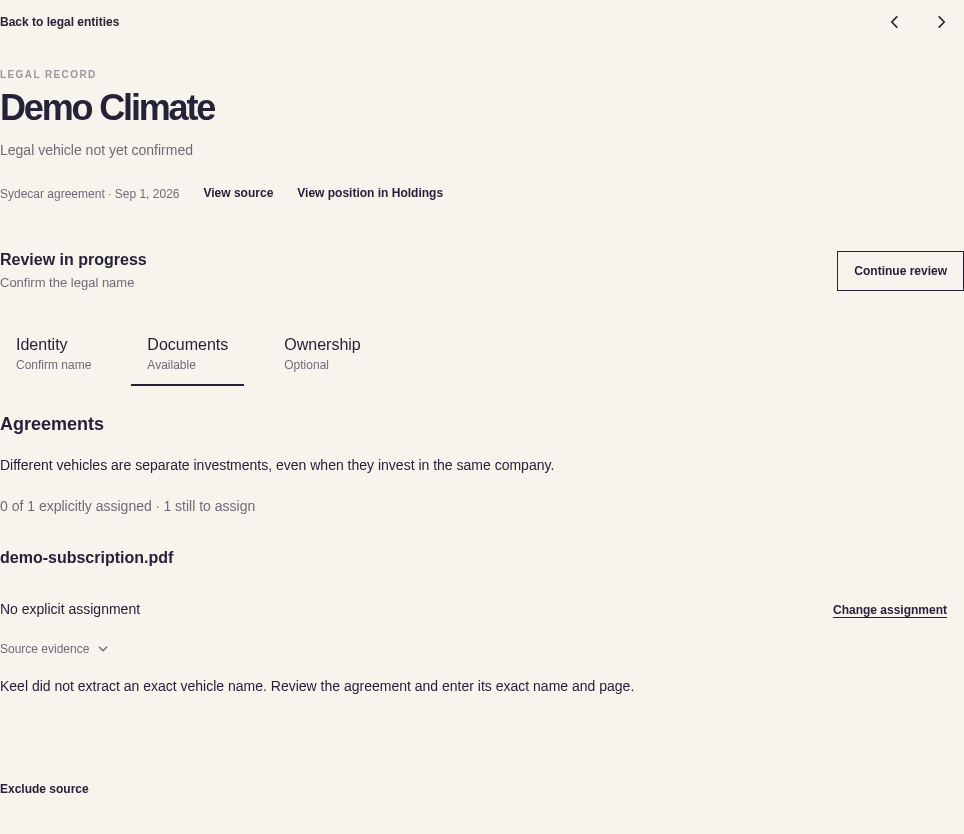 Back to legal entities
LEGAL RECORD
Demo Climate
Legal vehicle not yet confirmed
Sydecar agreement · Sep 1, 2026 View source View position in Holdings
Review in progress
Confirm the legal name
Continue review
Identity Documents Ownership
Confirm name Available Optional
Agreements
Different vehicles are separate investments, even when they invest in the same company.
0 of 1 explicitly assigned · 1 still to assign
demo-subscription.pdf
No explicit assignment Change assignment
Source evidence
Keel did not extract an exact vehicle name. Review the agreement and enter its exact name and page.
Exclude source